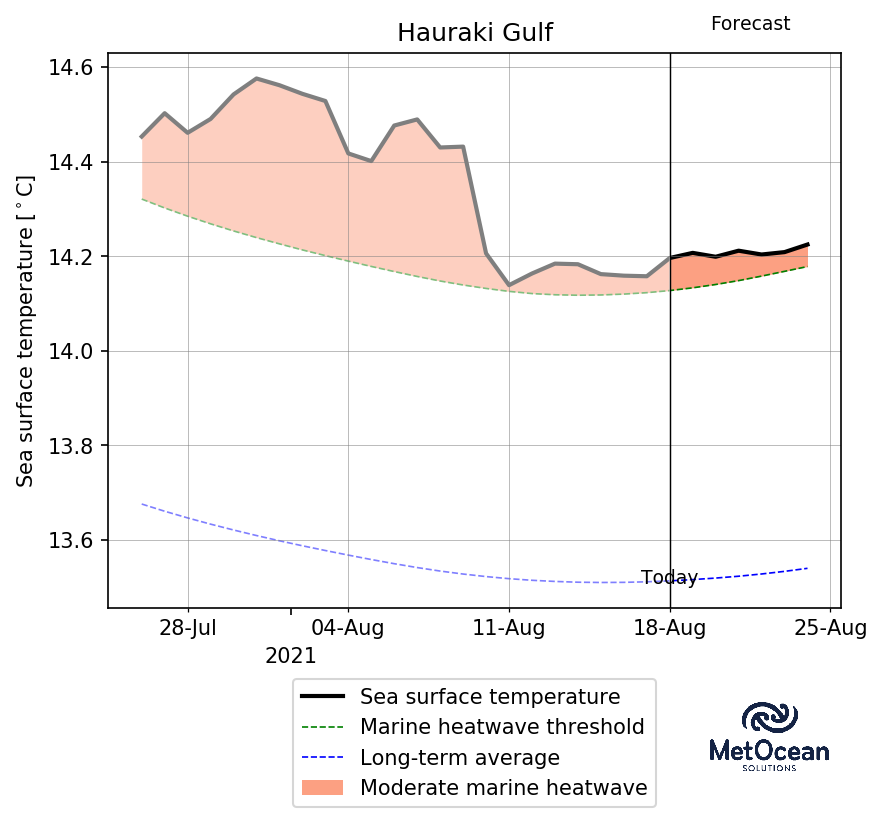 Forecast
Hauraki Gulf
Sea surface temperature [˚C]
14.6
14.4
14.2
14.0
13.8
13.6
Today
28-Jul 04-Aug 11-Aug 18-Aug 25-Aug
2021
Sea surface temperature
Marine heatwave threshold
Long-term average
Moderate marine heatwave
MetOcean
SOLUTIONS